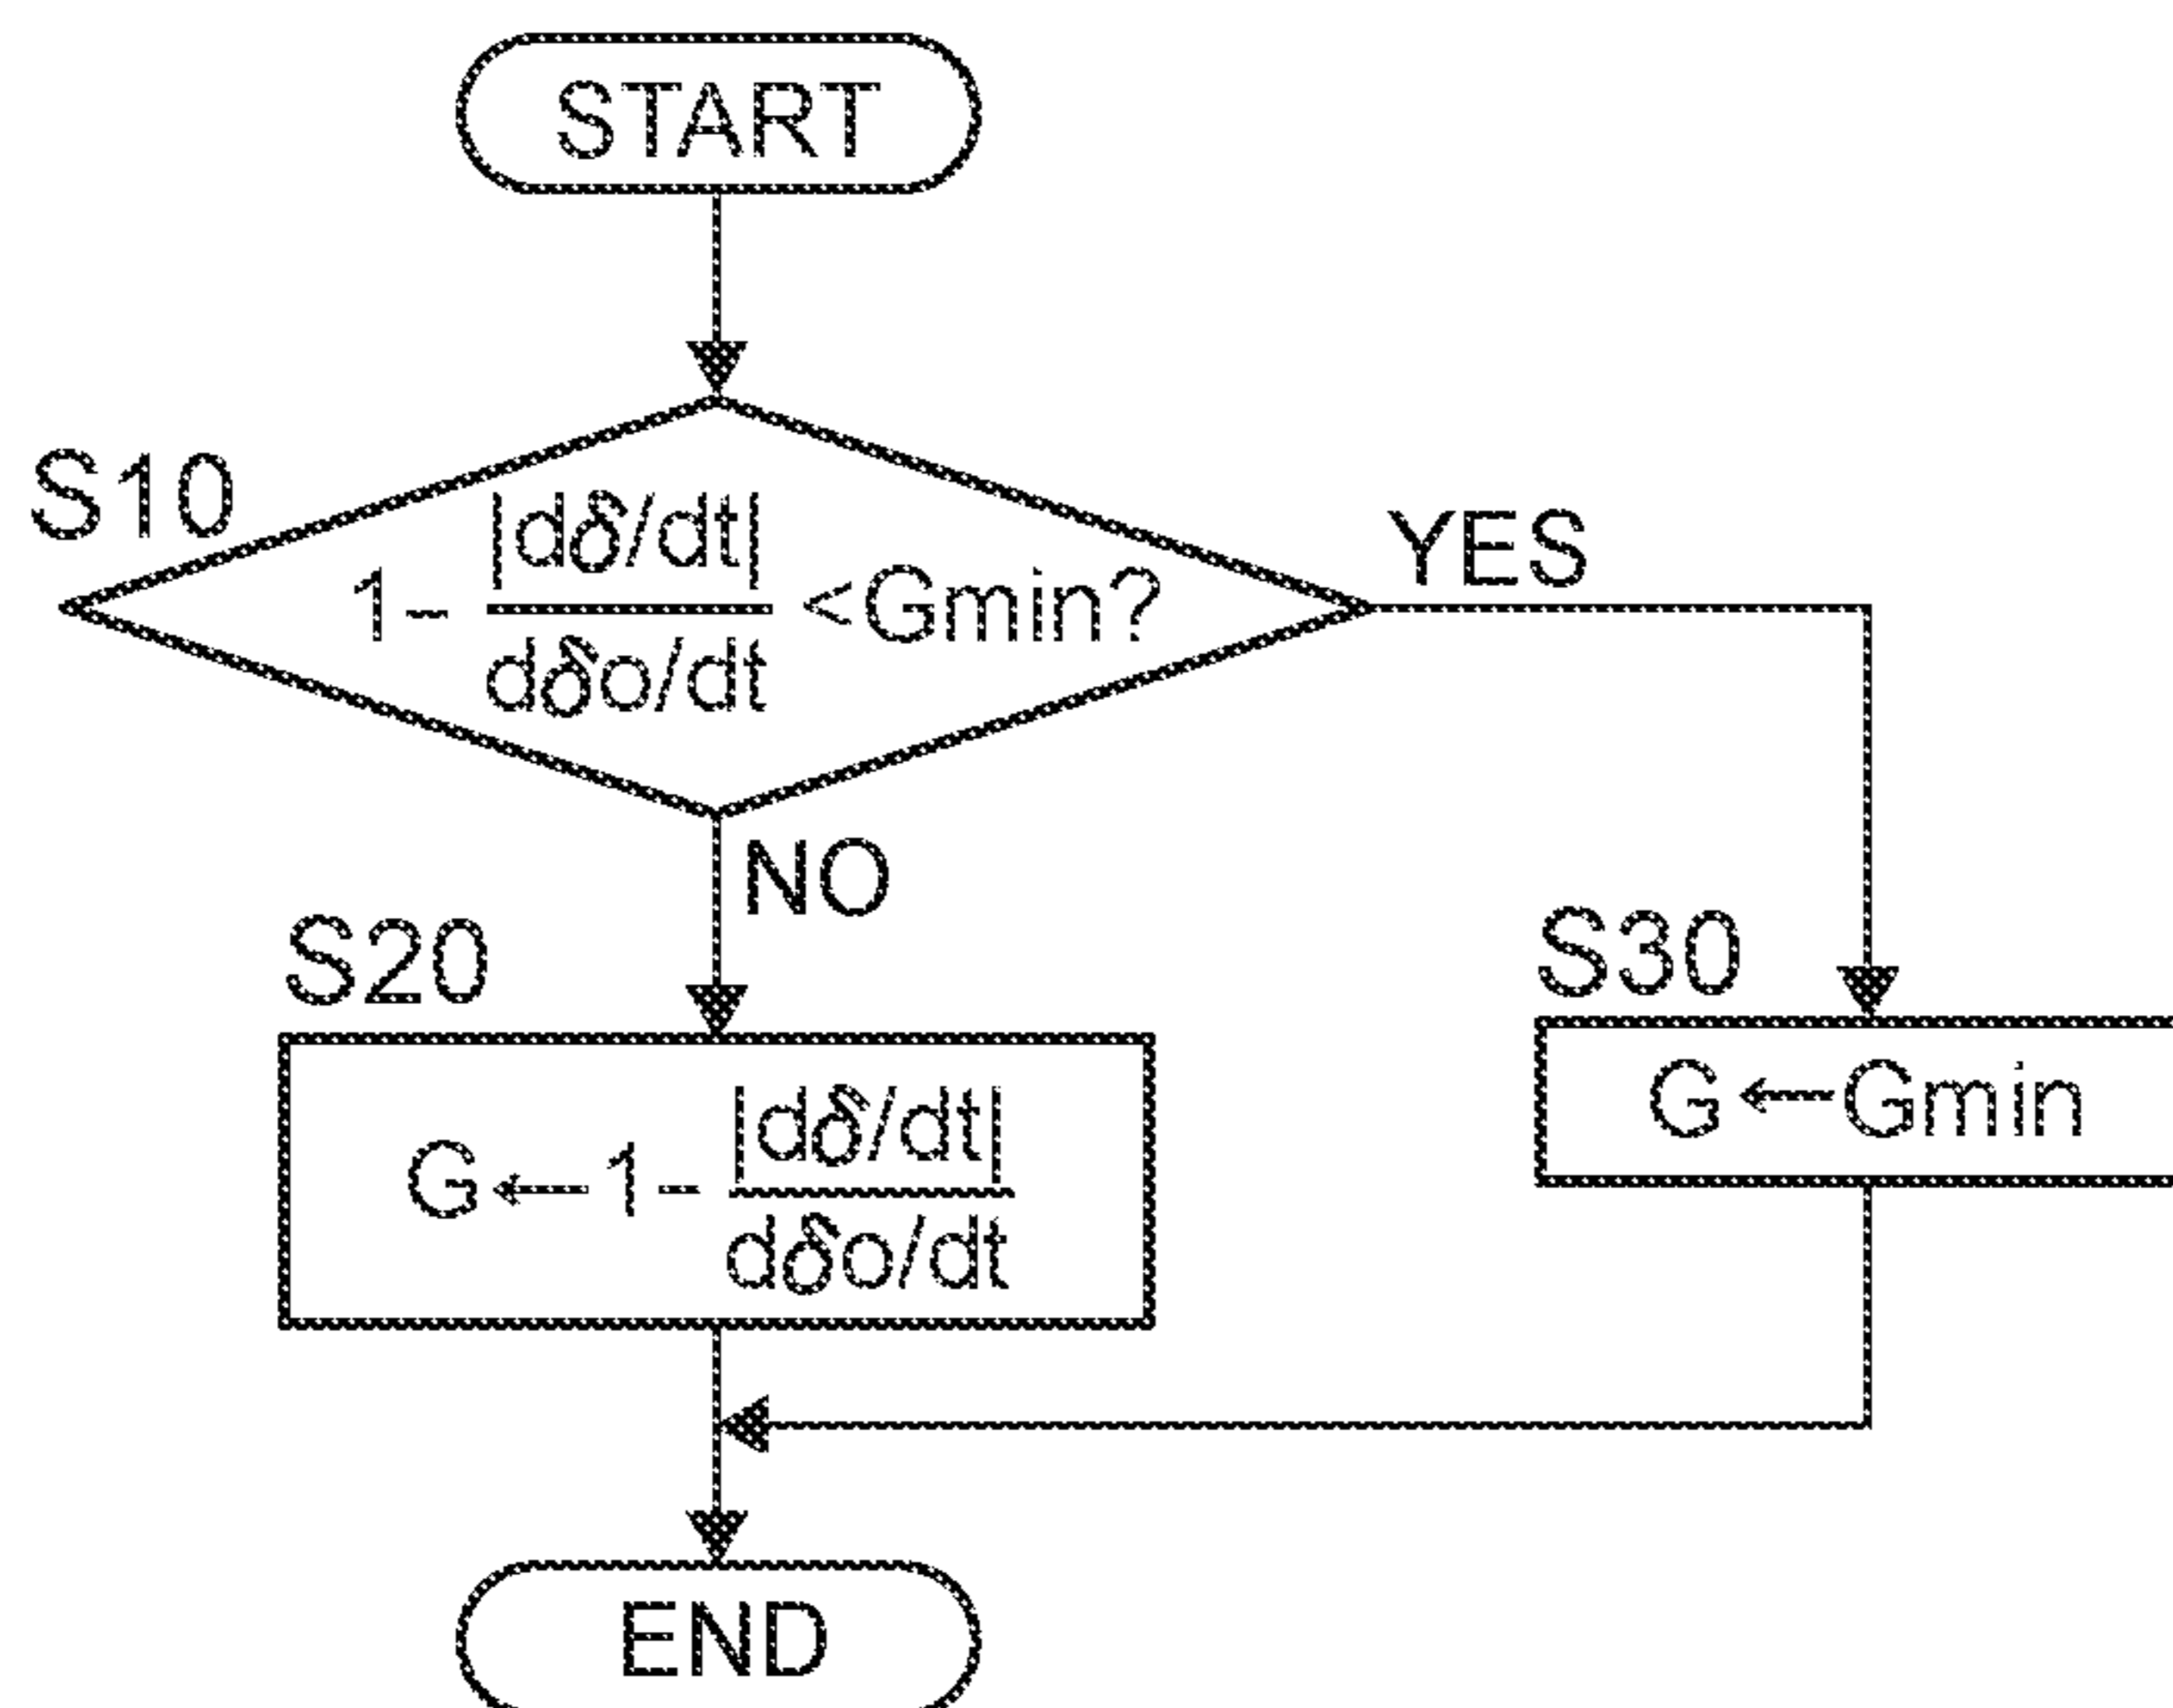 START
S10
1- |dδ/dt| / dδo/dt <Gmin?
YES
NO
S20
S30
G←1- |dδ/dt| / dδo/dt
G←Gmin
END